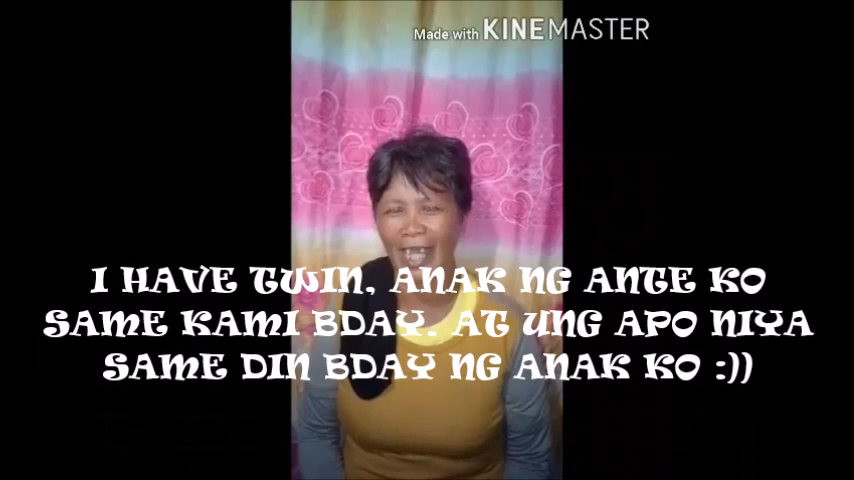 Made with KINEMASTER
I HAVE TWIN, ANAK NG ANTE KO
SAME KAMI BDAY. AT UNG APO NIYA
SAME DIN BDAY NG ANAK KO :))